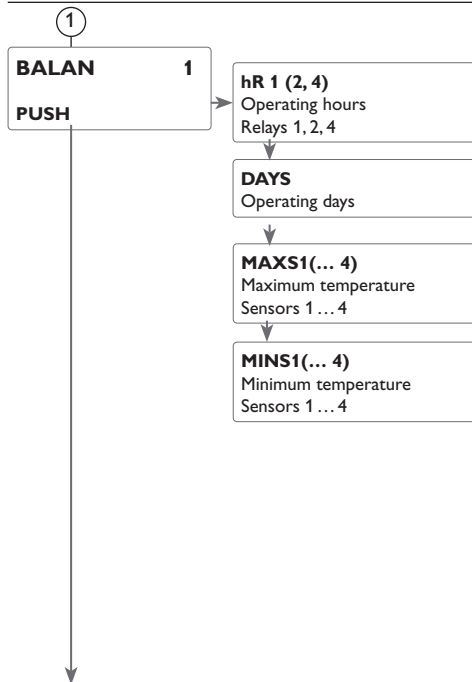 1
BALAN 1
PUSH
hR 1 (2, 4)
Operating hours
Relays 1, 2, 4
DAYS
Operating days
MAXS1(… 4)
Maximum temperature
Sensors 1 … 4
MINS1(… 4)
Minimum temperature
Sensors 1 … 4